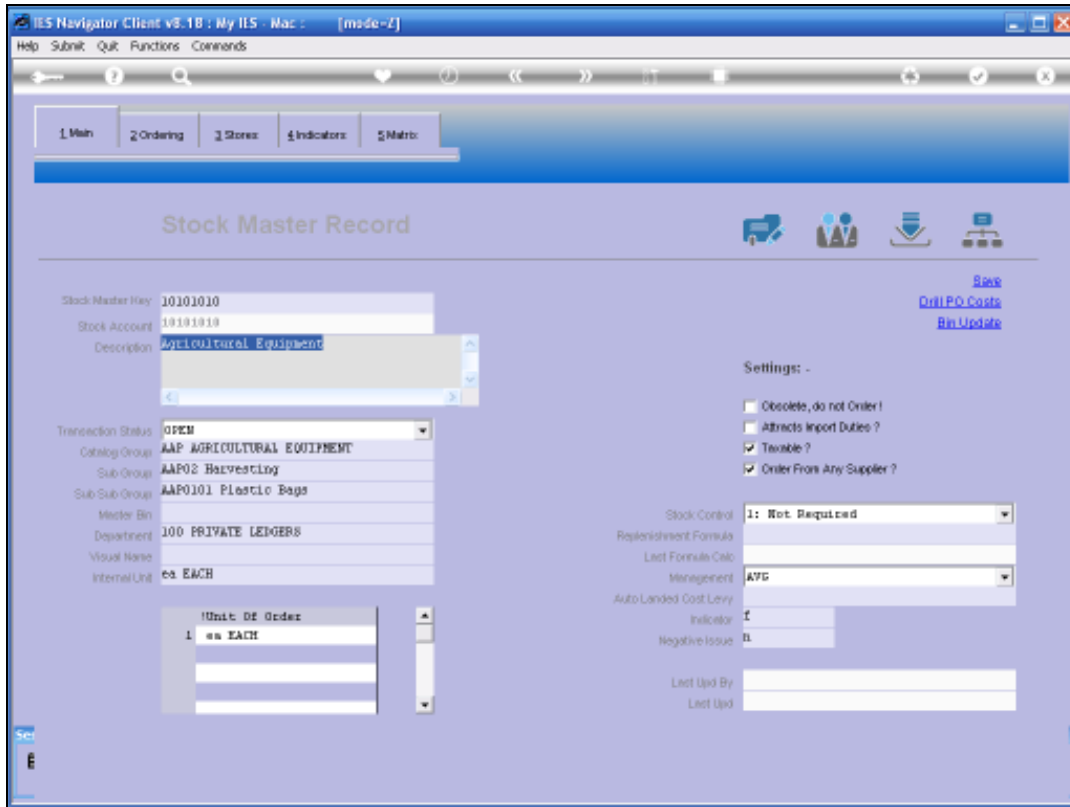 IES Navigator Client v8.1B : My IES - Mac : [mode=Z]
Help Submit Quit Functions Commands
1 Main 2 Ordering 3 Stores 4 Indicators 5 Matrix
Stock Master Record
Save
Drill PO Costs
Bin Update
Stock Master Key 10101010
Stock Account 10101010
Description Agricultural Equipment
Settings: -
Obsolete, do not Order!
Attracts Import Duties ?
Taxable ?
Order From Any Supplier ?
Transaction Status OPEN
Catalog Group AAP AGRICULTURAL EQUIPMENT
Sub Group AAP02 Harvesting
Sub Sub Group AAP0101 Plastic Bags
Master Bin
Department 100 PRIVATE LEDGERS
Visual Name
Internal Unit ea EACH
Stock Control 1: Not Required
Replenishment Formula
Last Formula Calc
Management AVG
Auto Landed Cost Levy
Indicator f
Negative Issue n
!Unit Of Order
1 ea EACH
Last Upd By
Last Upd